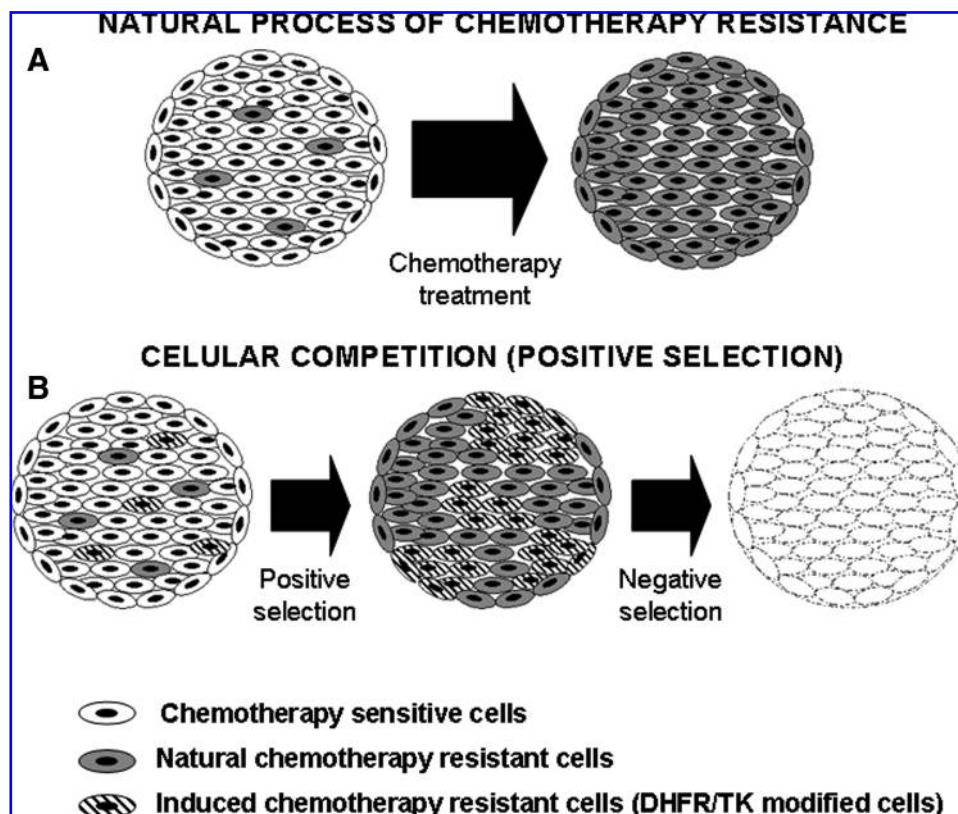 NATURAL PROCESS OF CHEMOTHERAPY RESISTANCE
A
Chemotherapy
treatment
CELULAR COMPETITION (POSITIVE SELECTION)
B
Positive
selection
Negative
selection
Chemotherapy sensitive cells
Natural chemotherapy resistant cells
Induced chemotherapy resistant cells (DHFR/TK modified cells)